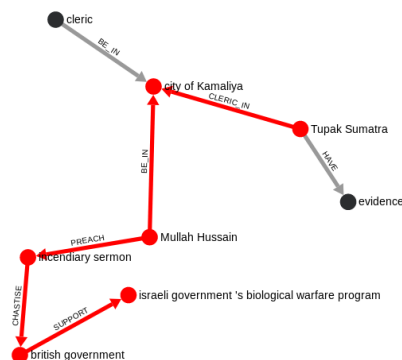 cleric
BE_IN
city of Kamaliya
CLERIC_IN
Tupak Sumatra
HAVE
BE_IN
evidence
Mullah Hussain
PREACH
incendiary sermon
CHASTISE
israeli government 's biological warfare program
SUPPORT
british government